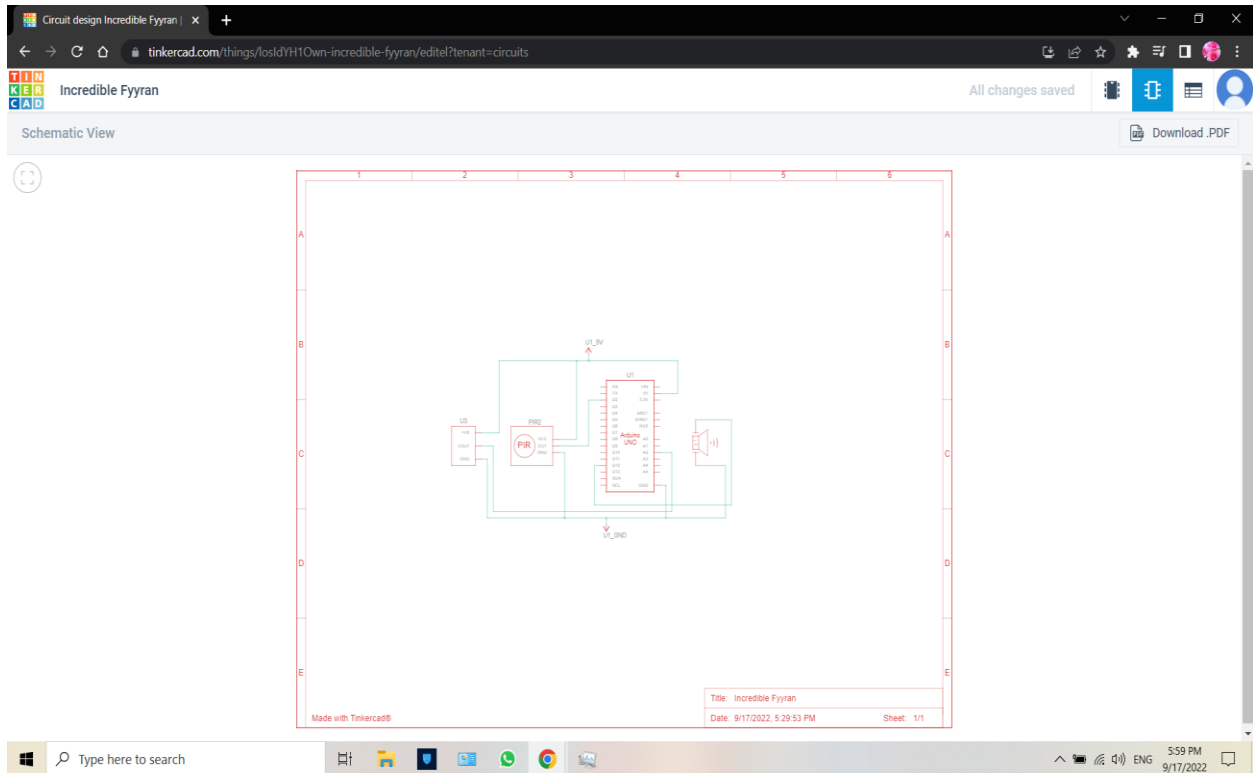 Circuit design Incredible Fyyran |
tinkercad.com/things/losIdYH1Own-incredible-fyyran/editel?tenant=circuits
TIN
KER
CAD
Incredible Fyyran
All changes saved
Schematic View
Download .PDF
1 2 3 4 5 6
A A
B B
U1_5V
U1
U3
PIR2
PIR
Arduino
UNO
C C
U1_GND
D D
E E
Title: Incredible Fyyran
Made with Tinkercad®
Date: 9/17/2022, 5:29:53 PM
Sheet: 1/1
Type here to search
ENG
5:59 PM
9/17/2022